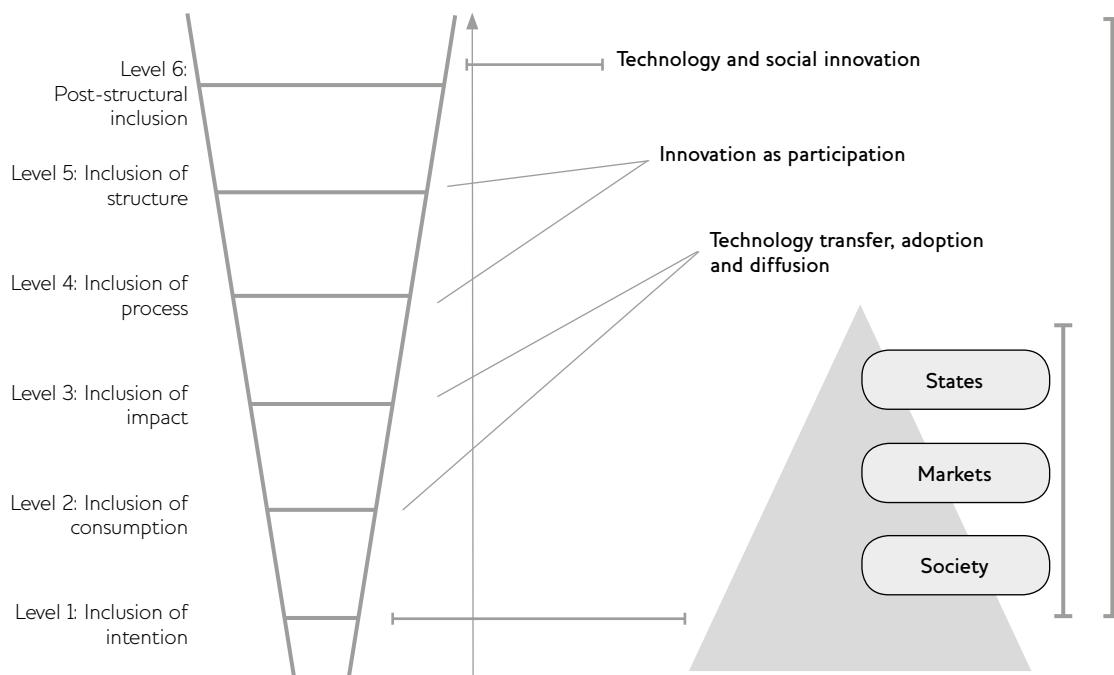 Level 6:
Post-structural
inclusion
Technology and social innovation
Level 5: Inclusion of
structure
Innovation as participation
Level 4: Inclusion of
process
Technology transfer, adoption
and diffusion
Level 3: Inclusion of
impact
States
Level 2: Inclusion of
consumption
Markets
Level 1: Inclusion of
intention
Society